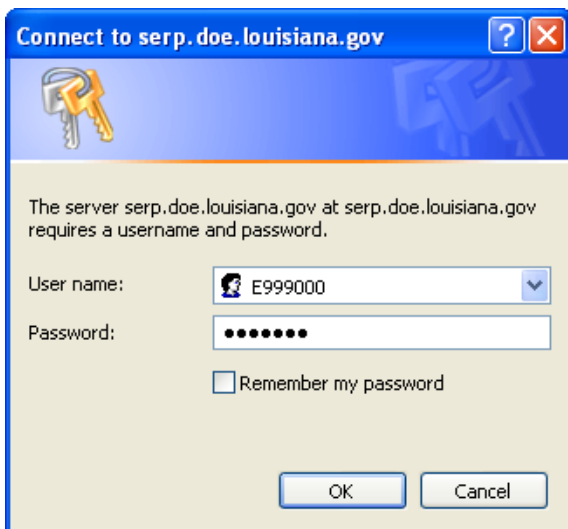 Connect to serp.doe.louisiana.gov
The server serp.doe.louisiana.gov at serp.doe.louisiana.gov
requires a username and password.
User name: E999000
Password: •••••••
Remember my password
OK Cancel